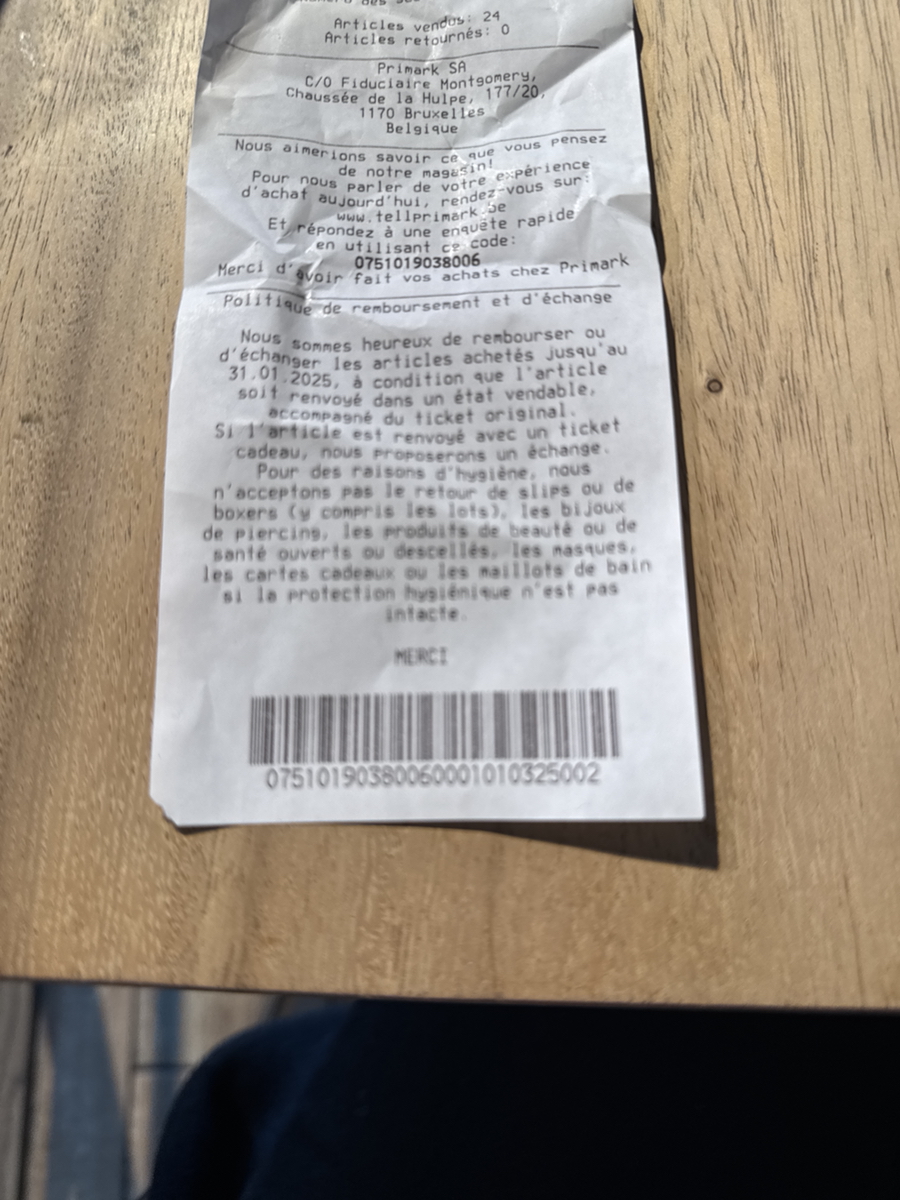 Articles vendus: 24
Articles retournés: 0
Primark SA
C/O Fiduciaire Montgomery,
Chaussée de la Hulpe, 177/20,
1170 Bruxelles
Belgique
Nous aimerions savoir ce que vous pensez
de notre magasin!
Pour nous parler de votre expérience
d'achat aujourd'hui, rendez-vous sur:
www.tellprimark.be
Et répondez à une enquête rapide
en utilisant ce code:
0751019038006
Merci d'avoir fait vos achats chez Primark
Politique de remboursement et d'échange
Nous sommes heureux de rembourser ou
d'échanger les articles achetés jusqu'au
31.01.2025, à condition que l'article
soit renvoyé dans un état vendable,
accompagné du ticket original.
Si l'article est renvoyé avec un ticket
cadeau, nous proposerons un échange.
Pour des raisons d'hygiène, nous
n'acceptons pas le retour de slips ou de
boxers (y compris les lots), les bijoux
de piercing, les produits de beauté ou de
santé ouverts ou descellés, les masques,
les cartes cadeaux ou les maillots de bain
si la protection hygiénique n'est pas
intacte.
MERCI
07510190380060001010325002